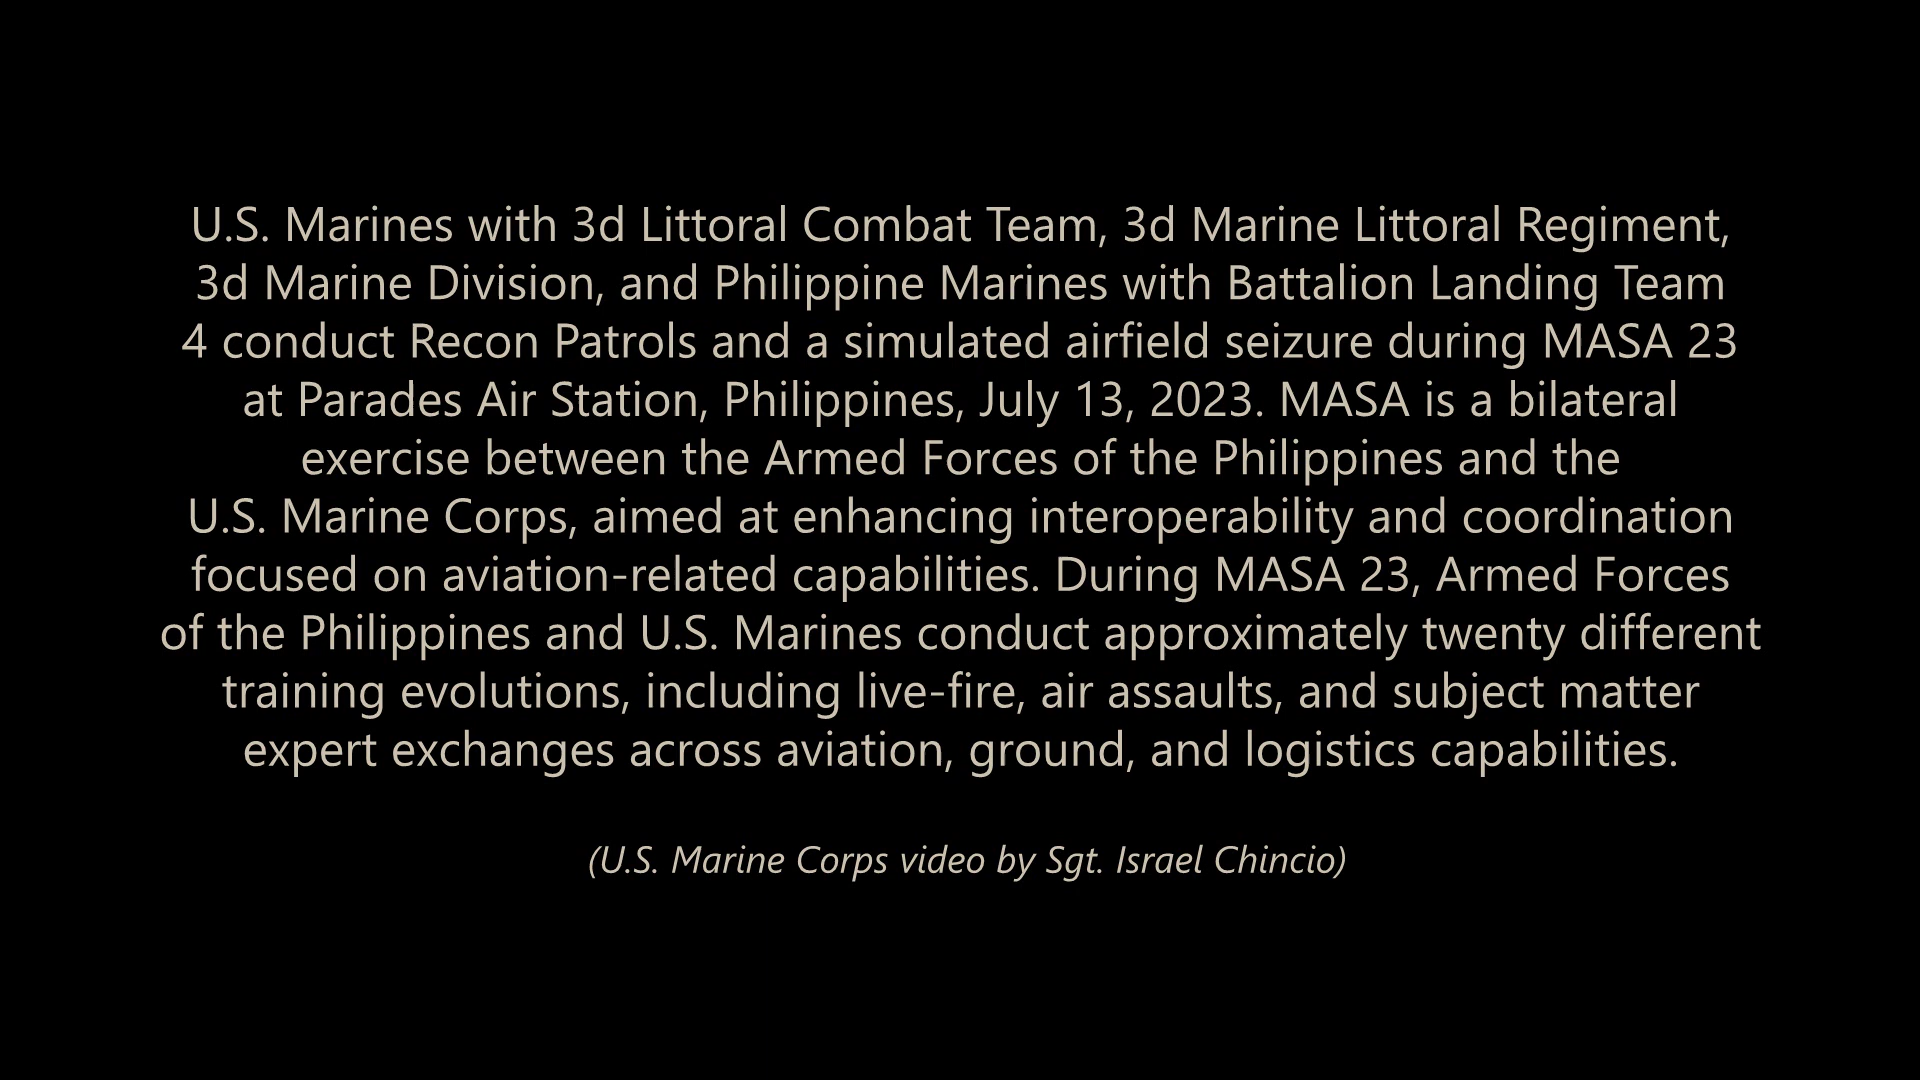 U.S. Marines with 3d Littoral Combat Team, 3d Marine Littoral Regiment,
3d Marine Division, and Philippine Marines with Battalion Landing Team
4 conduct Recon Patrols and a simulated airfield seizure during MASA 23
at Parades Air Station, Philippines, July 13, 2023. MASA is a bilateral
exercise between the Armed Forces of the Philippines and the
U.S. Marine Corps, aimed at enhancing interoperability and coordination
focused on aviation-related capabilities. During MASA 23, Armed Forces
of the Philippines and U.S. Marines conduct approximately twenty different
training evolutions, including live-fire, air assaults, and subject matter
expert exchanges across aviation, ground, and logistics capabilities.
(U.S. Marine Corps video by Sgt. Israel Chincio)